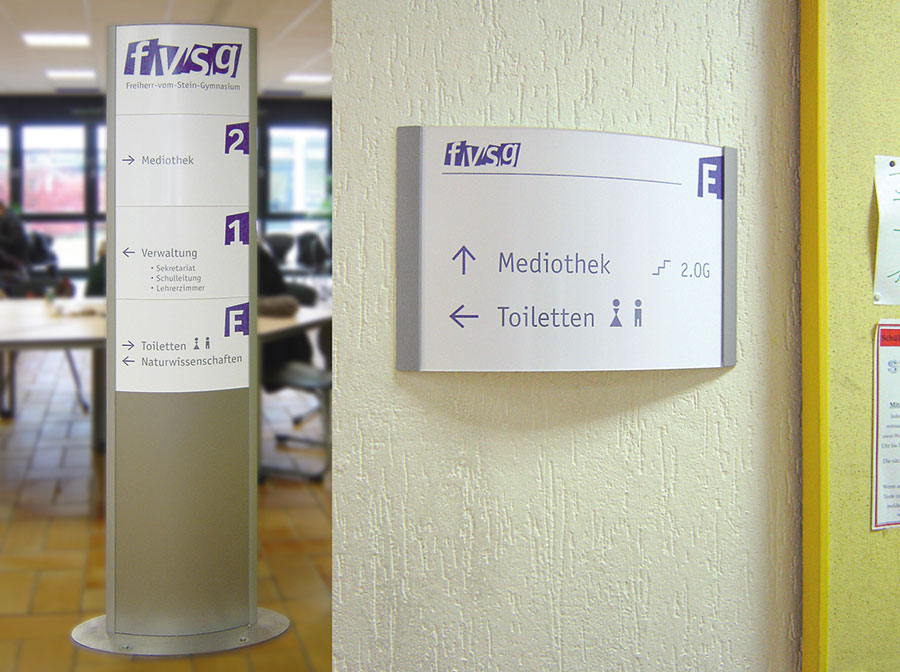 fvsg
Freiherr-vom-Stein-Gymnasium
2
→ Mediothek
1
← Verwaltung
• Sekretariat
• Schulleitung
• Lehrerzimmer
E
→ Toiletten
← Naturwissenschaften
fvsg
E
↑ Mediothek 2.OG
← Toiletten